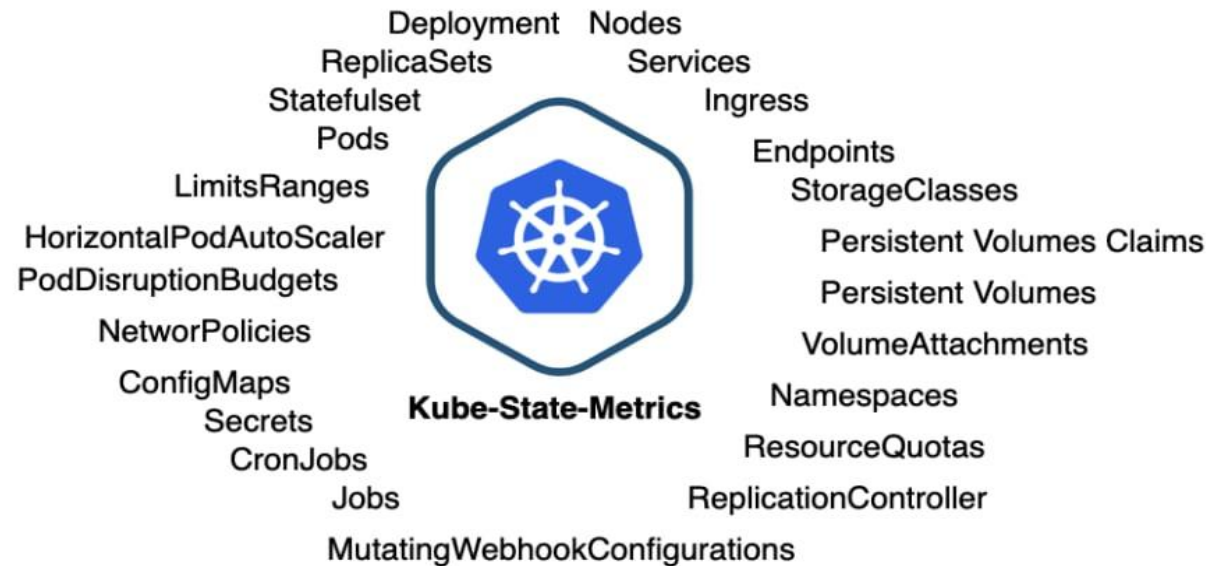 Deployment Nodes
ReplicaSets Services
Statefulset Ingress
Pods
Endpoints
LimitsRanges StorageClasses
HorizontalPodAutoScaler Persistent Volumes Claims
PodDisruptionBudgets
Persistent Volumes
NetworPolicies
VolumeAttachments
ConfigMaps
Namespaces
Kube-State-Metrics
Secrets
ResourceQuotas
CronJobs
Jobs ReplicationController
MutatingWebhookConfigurations